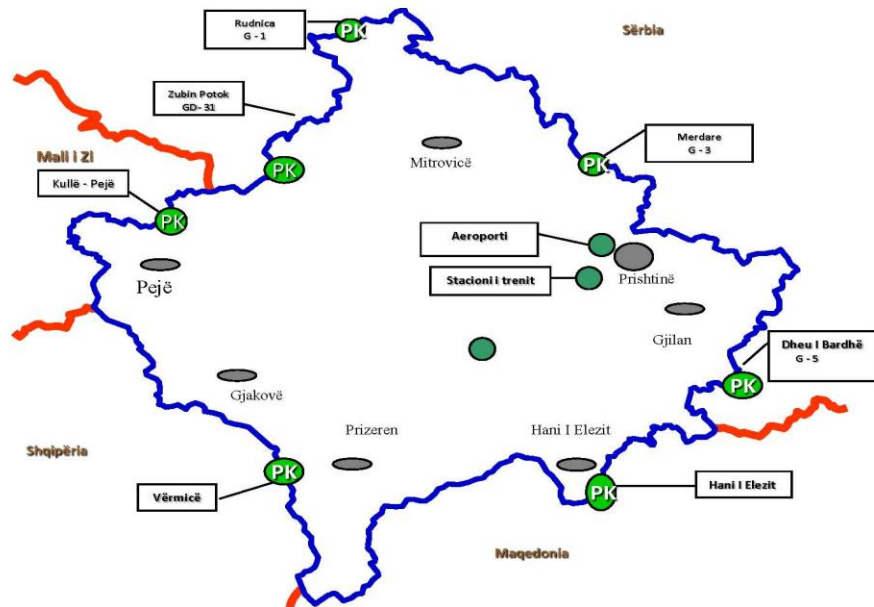 Rudnica
G - 1
PK
Sërbia
Zubin Potok
GD- 31
Mali i Zi
Mitrovicë
PK
Merdare
G - 3
PK
Kullë - Pejë
PK
Aeroporti
Stacioni i trenit
Prishtinë
Pejë
Gjilan
Dheu I Bardhë
G - 5
PK
Gjakovë
Prizeren
Hani I Elezit
Shqipëria
PK
Vërmicë
PK
Hani I Elezit
Maqedonia